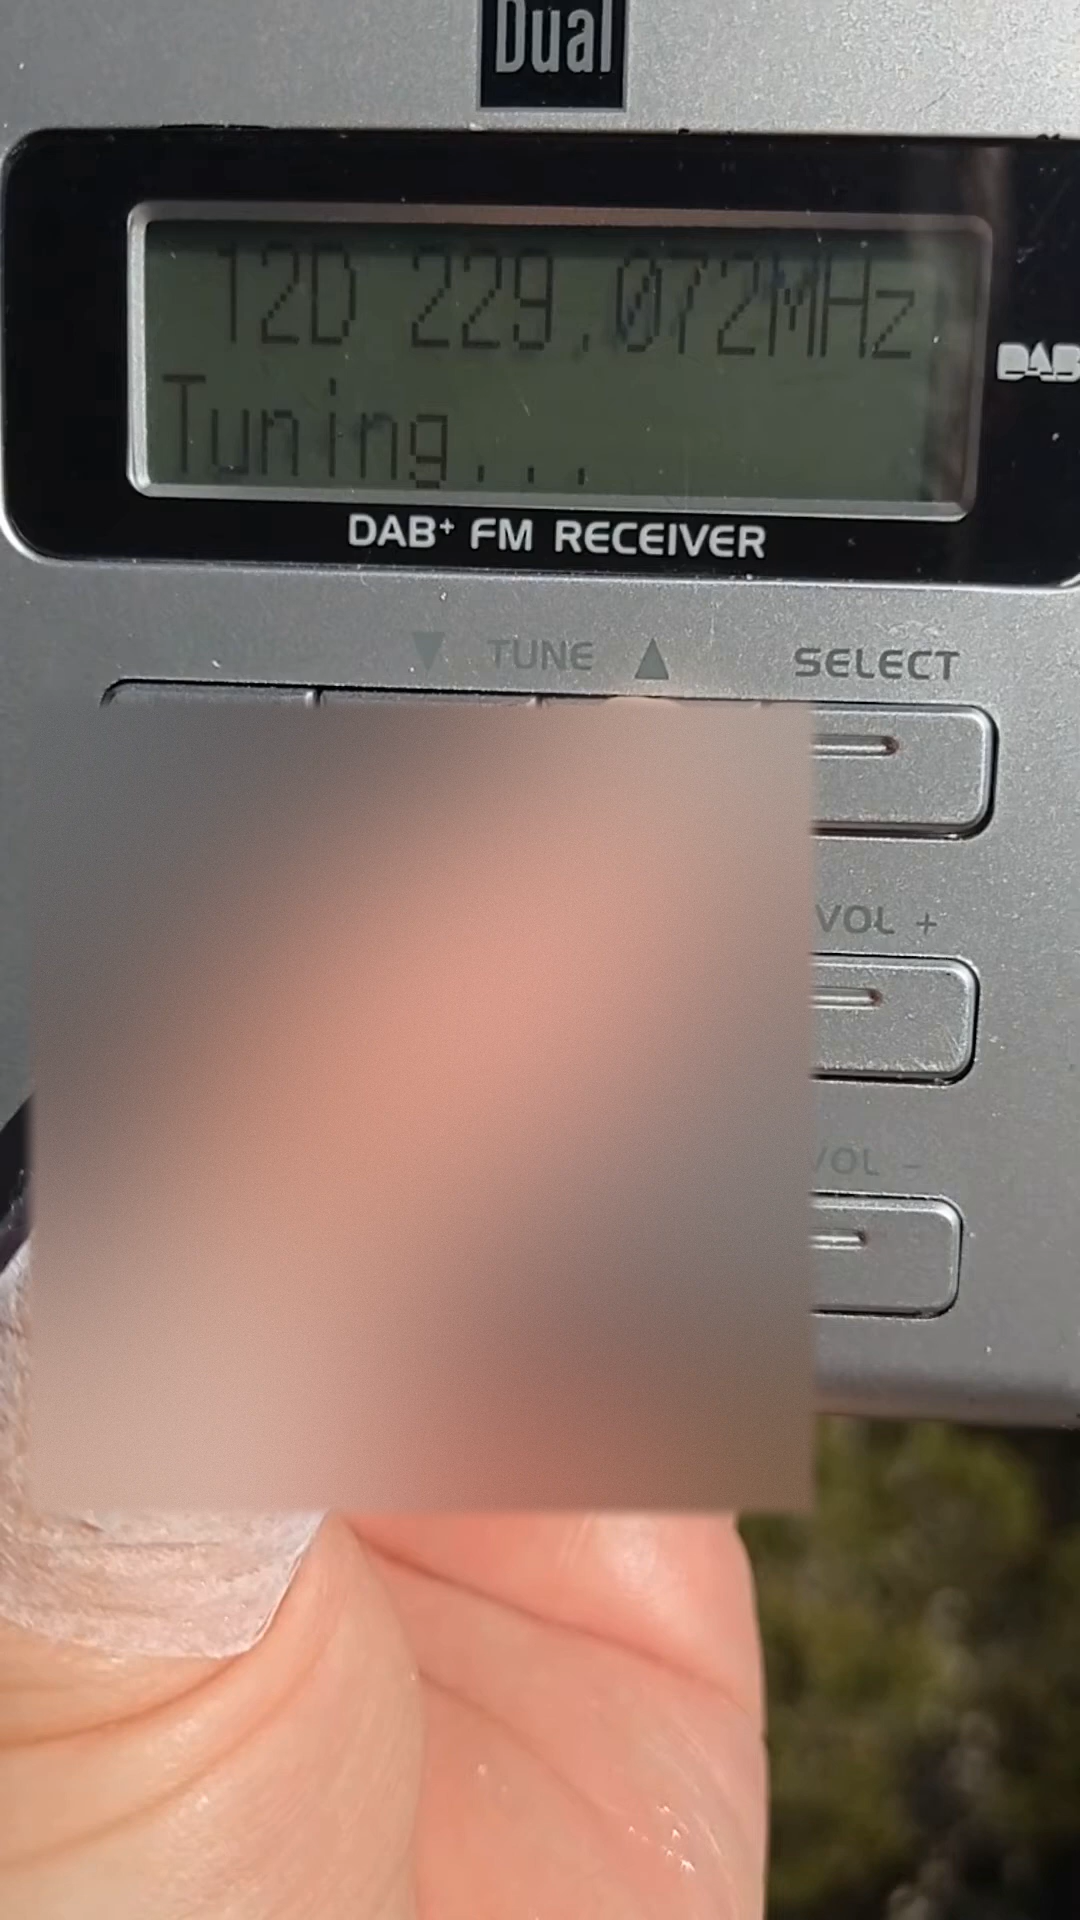 Dual
12D 229.072MHz
Tuning...
DAB
DAB+ FM RECEIVER
▼ TUNE ▲ SELECT
VOL +
VOL -